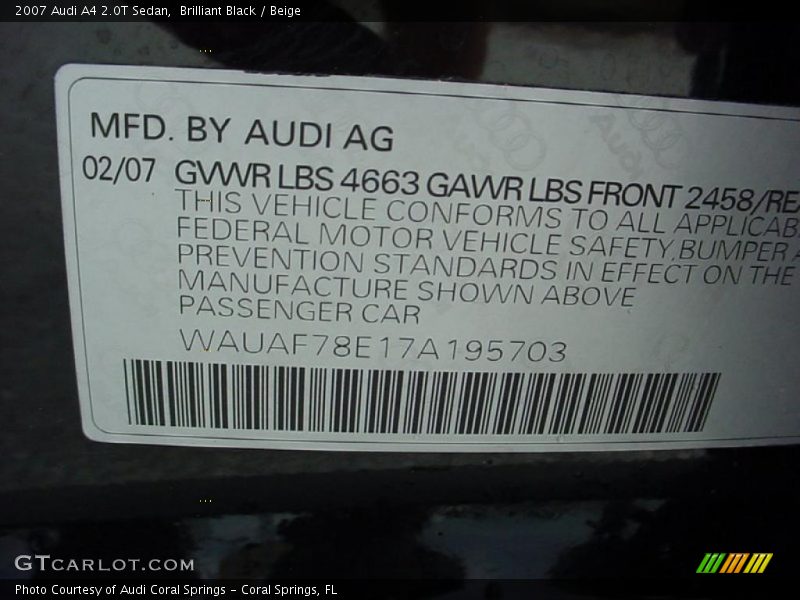 2007 Audi A4 2.0T Sedan,  Brilliant Black / Beige
MFD. BY AUDI AG
02/07 GVWR LBS 4663 GAWR LBS FRONT 2458/REA
THIS VEHICLE CONFORMS TO ALL APPLICAB
FEDERAL MOTOR VEHICLE SAFETY,BUMPER A
PREVENTION STANDARDS IN EFFECT ON THE
MANUFACTURE SHOWN ABOVE
PASSENGER CAR
WAUAF78E17A195703
GTCARLOT.COM
Photo Courtesy of Audi Coral Springs - Coral Springs, FL